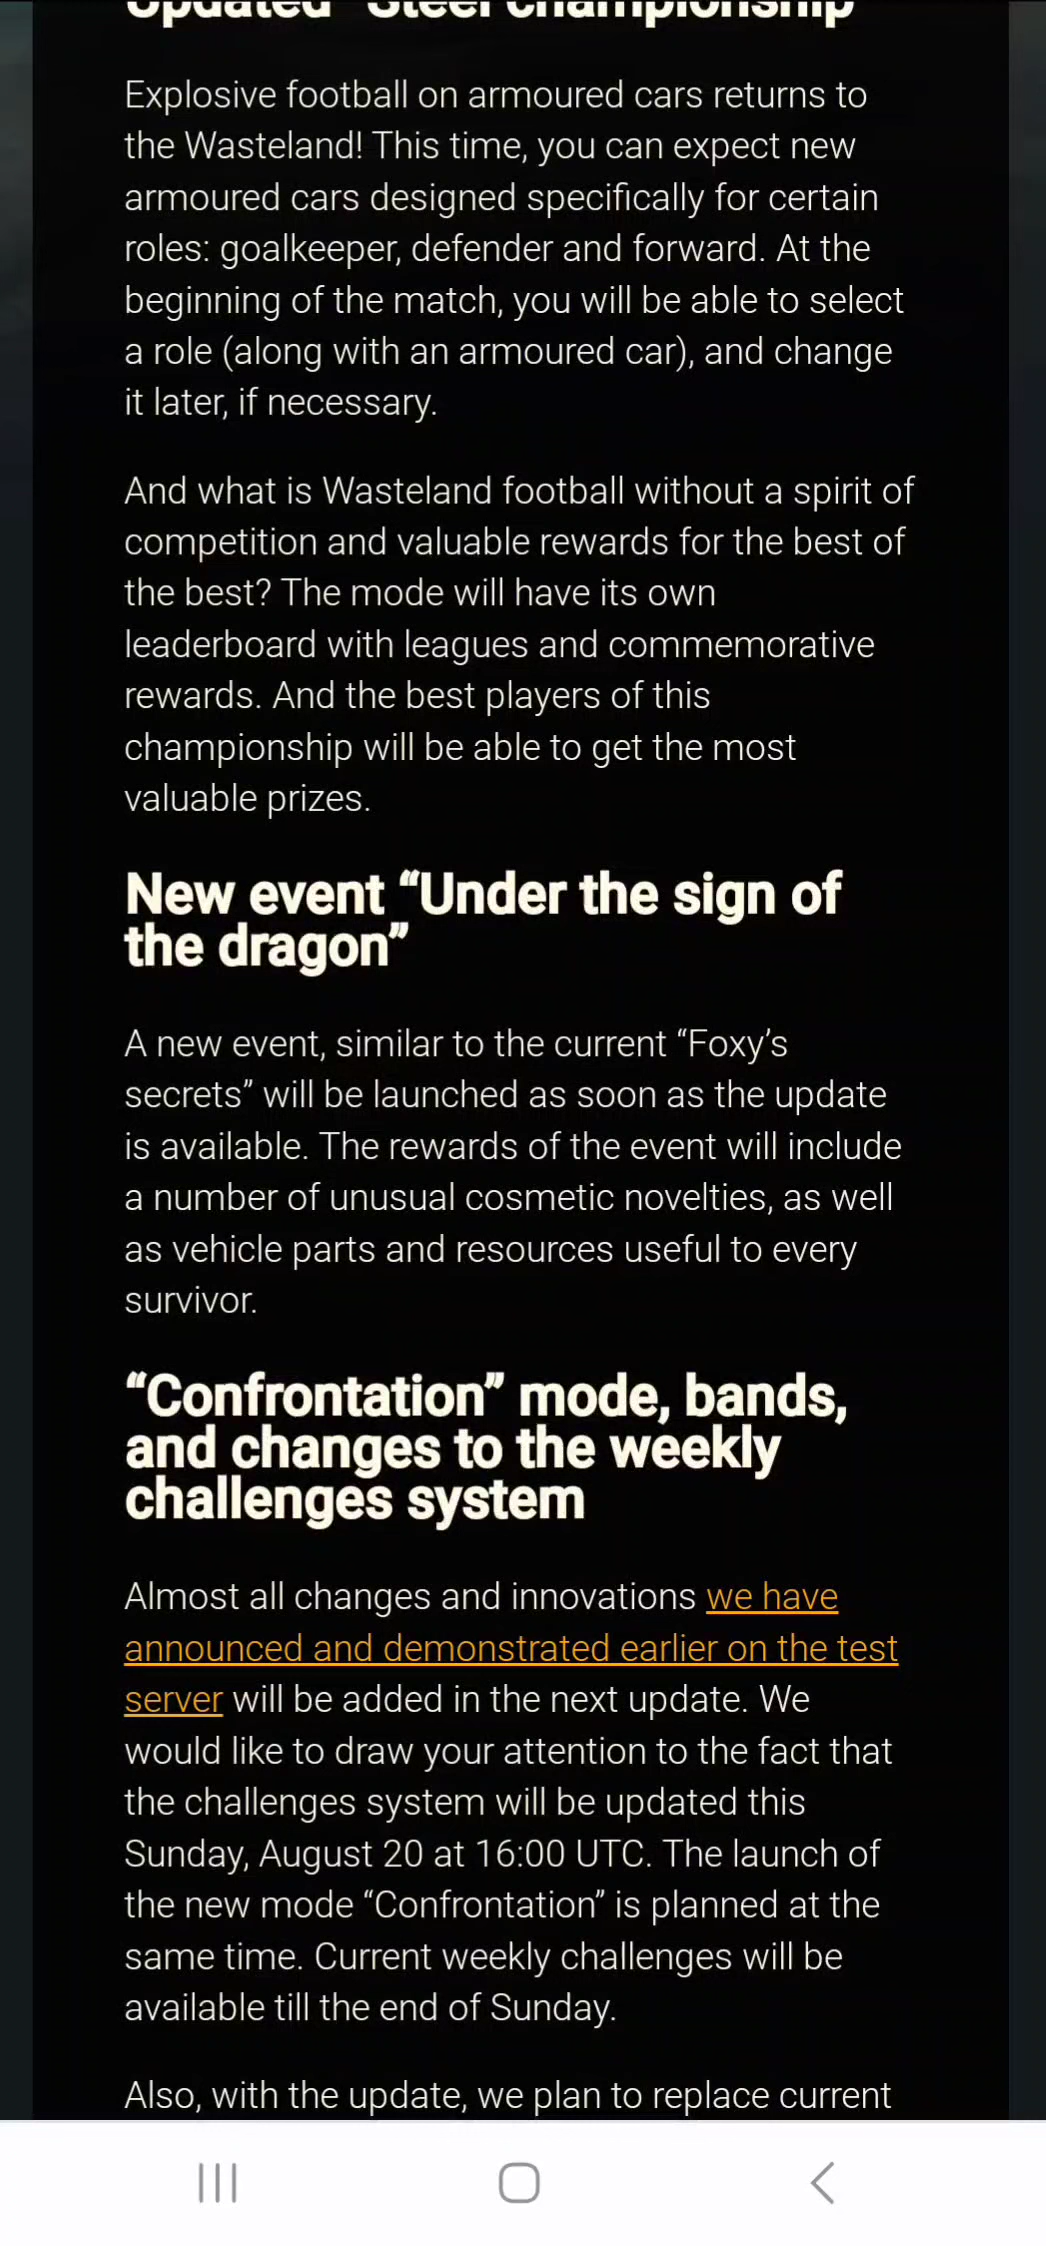 Updated "Steel championship
Explosive football on armoured cars returns to
the Wasteland! This time, you can expect new
armoured cars designed specifically for certain
roles: goalkeeper, defender and forward. At the
beginning of the match, you will be able to select
a role (along with an armoured car), and change
it later, if necessary.
And what is Wasteland football without a spirit of
competition and valuable rewards for the best of
the best? The mode will have its own
leaderboard with leagues and commemorative
rewards. And the best players of this
championship will be able to get the most
valuable prizes.
New event “Under the sign of
the dragon”
A new event, similar to the current “Foxy’s
secrets” will be launched as soon as the update
is available. The rewards of the event will include
a number of unusual cosmetic novelties, as well
as vehicle parts and resources useful to every
survivor.
“Confrontation” mode, bands,
and changes to the weekly
challenges system
Almost all changes and innovations we have
announced and demonstrated earlier on the test
server will be added in the next update. We
would like to draw your attention to the fact that
the challenges system will be updated this
Sunday, August 20 at 16:00 UTC. The launch of
the new mode “Confrontation” is planned at the
same time. Current weekly challenges will be
available till the end of Sunday.
Also, with the update, we plan to replace current